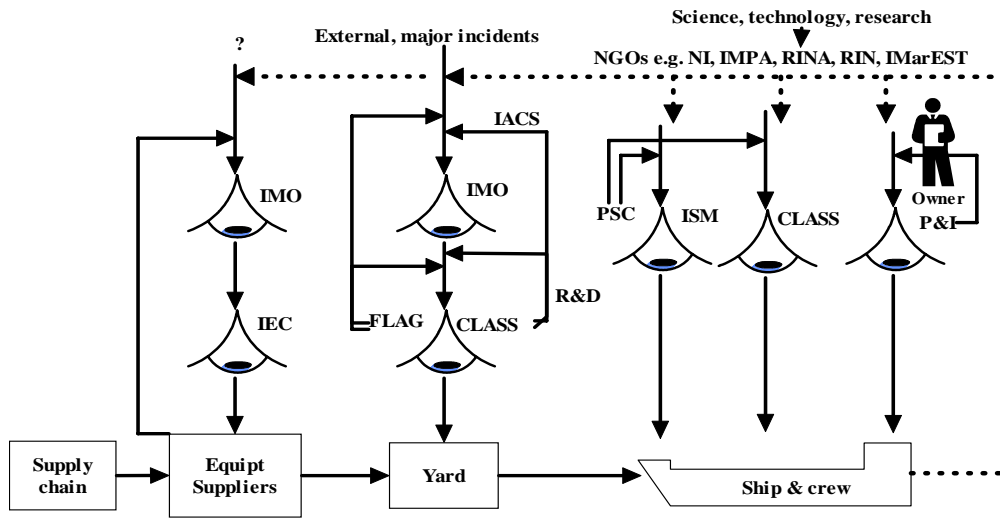 Science, technology, research
?
External, major incidents
NGOs e.g. NI, IMPA, RINA, RIN, IMarEST
IACS
IMO
IMO
PSC
ISM
CLASS
Owner
P&I
R&D
IEC
FLAG
CLASS
Supply
chain
Equipt
Suppliers
Yard
Ship & crew